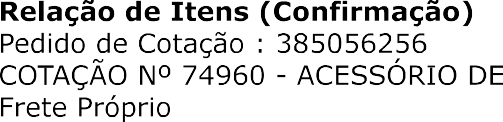 Relação de Itens (Confirmação)
Pedido de Cotação : 385056256
COTAÇÃO Nº 74960 - ACESSÓRIO DE
Frete Próprio